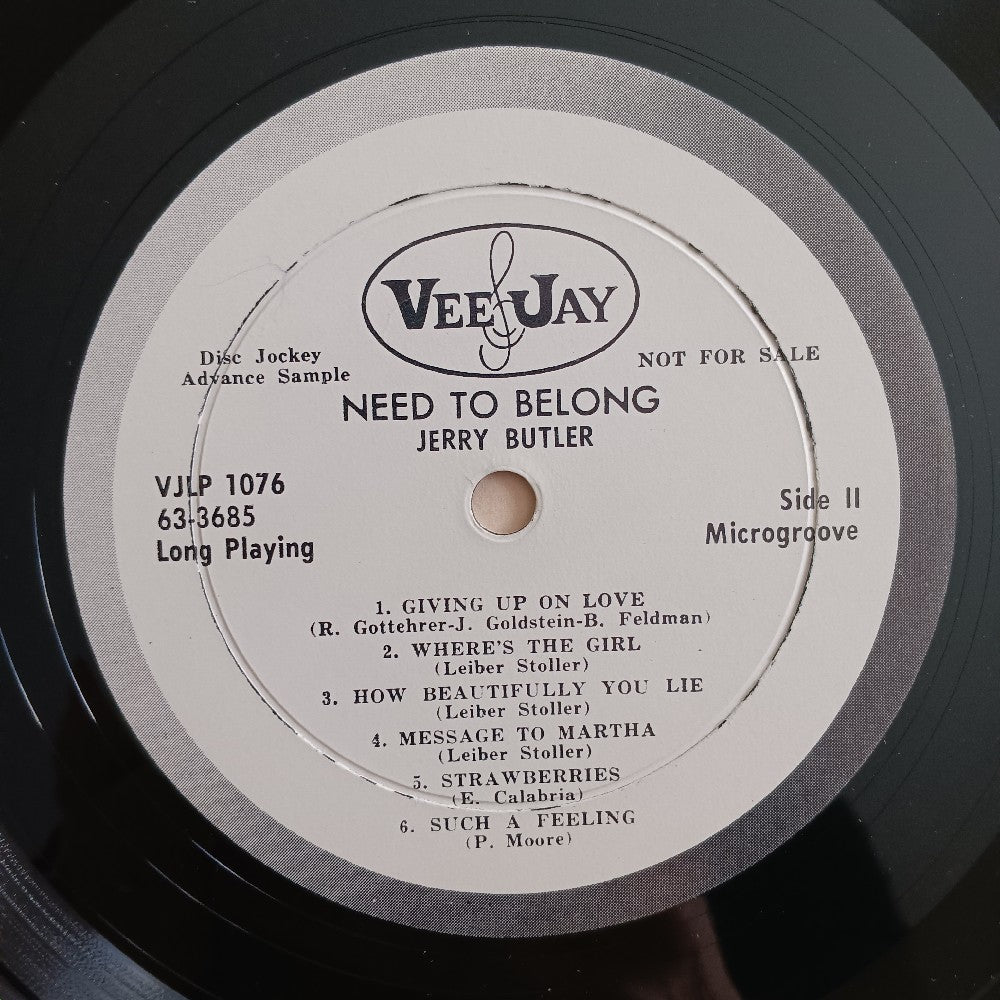 VEE JAY
Disc Jockey
Advance Sample
NOT FOR SALE
NEED TO BELONG
JERRY BUTLER
VJLP 1076
63-3685
Long Playing
Side II
Microgroove
1. GIVING UP ON LOVE
(R. Gottehrer-J. Goldstein-B. Feldman)
2. WHERE'S THE GIRL
(Leiber Stoller)
3. HOW BEAUTIFULLY YOU LIE
(Leiber Stoller)
4. MESSAGE TO MARTHA
(Leiber Stoller)
5. STRAWBERRIES
(E. Calabria)
6. SUCH A FEELING
(P. Moore)